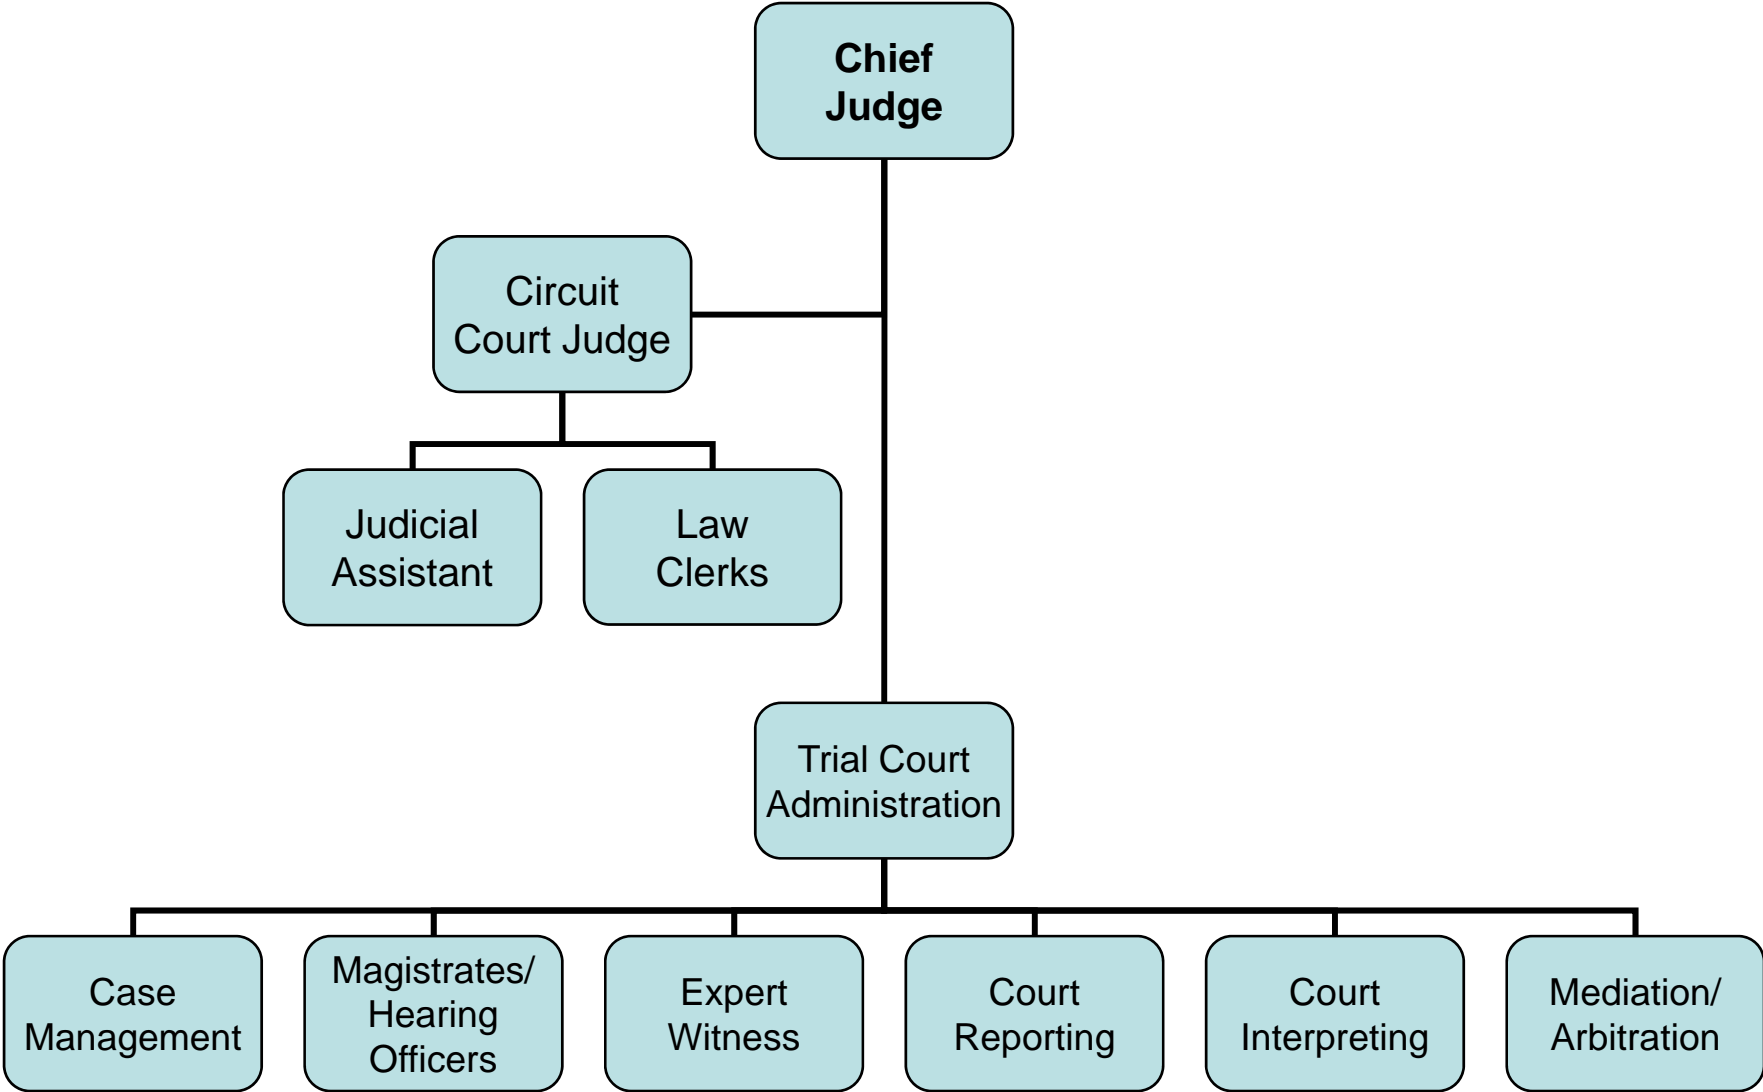 Chief
Judge
Circuit
Court Judge
Judicial
Assistant
Law
Clerks
Trial Court
Administration
Case
Management
Magistrates/
Hearing
Officers
Expert
Witness
Court
Reporting
Court
Interpreting
Mediation/
Arbitration